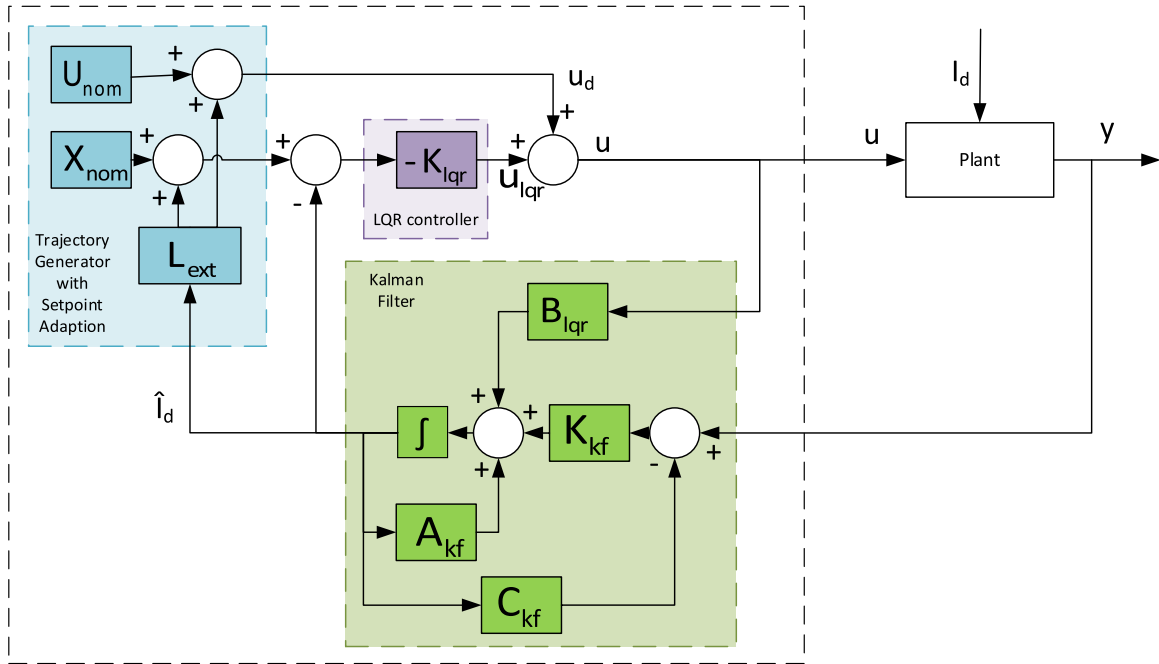 U_nom
+
+
u_d
+
X_nom
+
+
+
-
-K_lqr
+
u_lqr
u
LQR controller
I_d
u
Plant
y
L_ext
Trajectory
Generator
with
Setpoint
Adaption
Î_d
Kalman
Filter
B_lqr
+
+
+
∫
K_kf
-
+
A_kf
C_kf